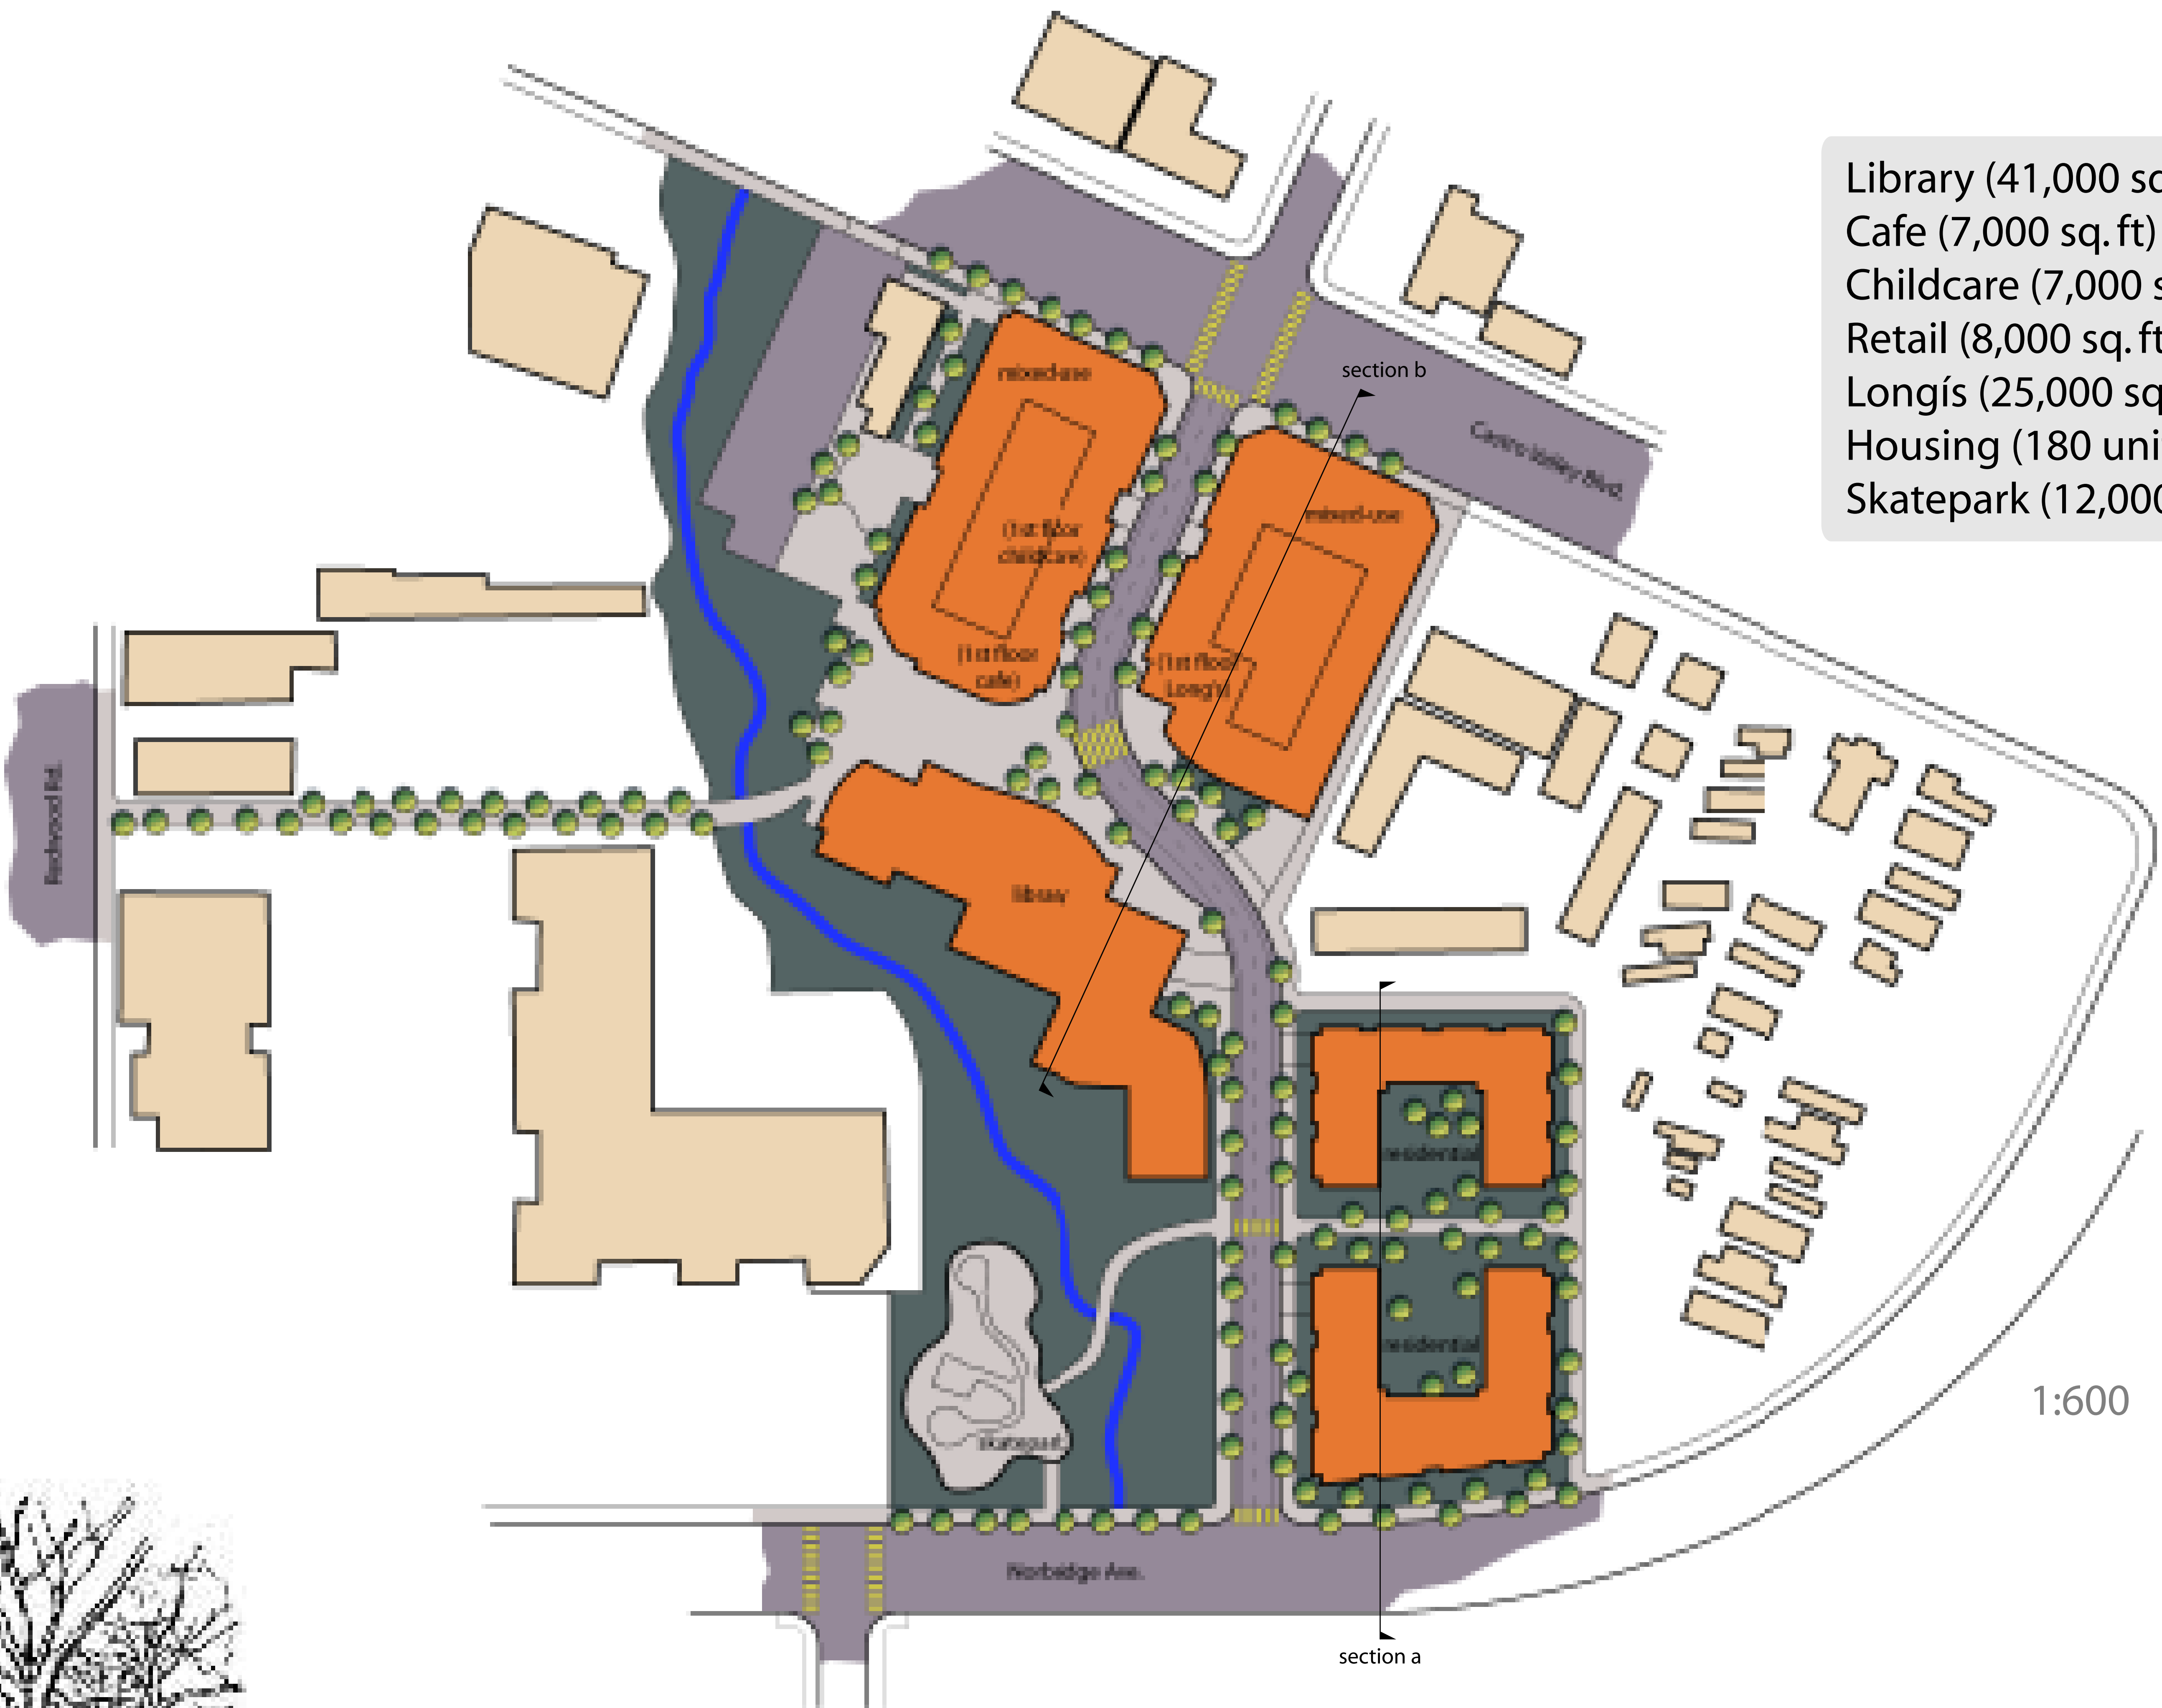 Library (41,000 sq
Cafe (7,000 sq. ft)
Childcare (7,000 s
Retail (8,000 sq. ft
Longís (25,000 sq
Housing (180 uni
Skatepark (12,000
section b
mixed-use
Castro Valley Blvd.
mixed-use
(1st floor
childcare)
(1st floor
cafe)
(1st floor
Long's)
Redwood Rd.
library
residential
residential
skatepark
1:600
Norbridge Ave.
section a